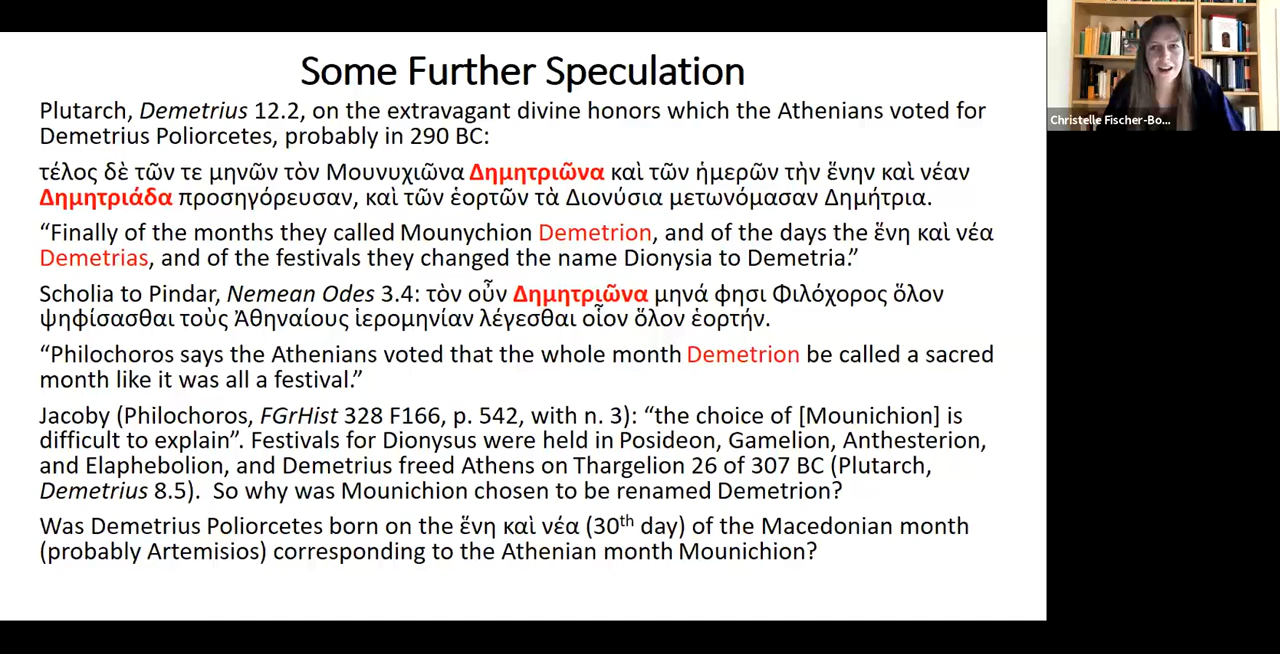 Some Further Speculation
Plutarch, Demetrius 12.2, on the extravagant divine honors which the Athenians voted for
Demetrius Poliorcetes, probably in 290 BC:
τέλος δὲ τῶν τε μηνῶν τὸν Μουνυχιῶνα Δημητριῶνα καὶ τῶν ἡμερῶν τὴν ἕνην καὶ νέαν
Δημητριάδα προσηγόρευσαν, καὶ τῶν ἑορτῶν τὰ Διονύσια μετωνόμασαν Δημήτρια.
“Finally of the months they called Mounychion Demetrion, and of the days the ἕνη καὶ νέα
Demetrias, and of the festivals they changed the name Dionysia to Demetria.”
Scholia to Pindar, Nemean Odes 3.4: τὸν οὖν Δημητριῶνα μηνά φησι Φιλόχορος ὅλον
ψηφίσασθαι τοὺς Ἀθηναίους ἱερομηνίαν λέγεσθαι οἷον ὅλον ἑορτήν.
“Philochoros says the Athenians voted that the whole month Demetrion be called a sacred
month like it was all a festival.”
Jacoby (Philochoros, FGrHist 328 F166, p. 542, with n. 3): “the choice of [Mounichion] is
difficult to explain”. Festivals for Dionysus were held in Posideon, Gamelion, Anthesterion,
and Elaphebolion, and Demetrius freed Athens on Thargelion 26 of 307 BC (Plutarch,
Demetrius 8.5). So why was Mounichion chosen to be renamed Demetrion?
Was Demetrius Poliorcetes born on the ἕνη καὶ νέα (30th day) of the Macedonian month
(probably Artemisios) corresponding to the Athenian month Mounichion?
Christelle Fischer-Bo...